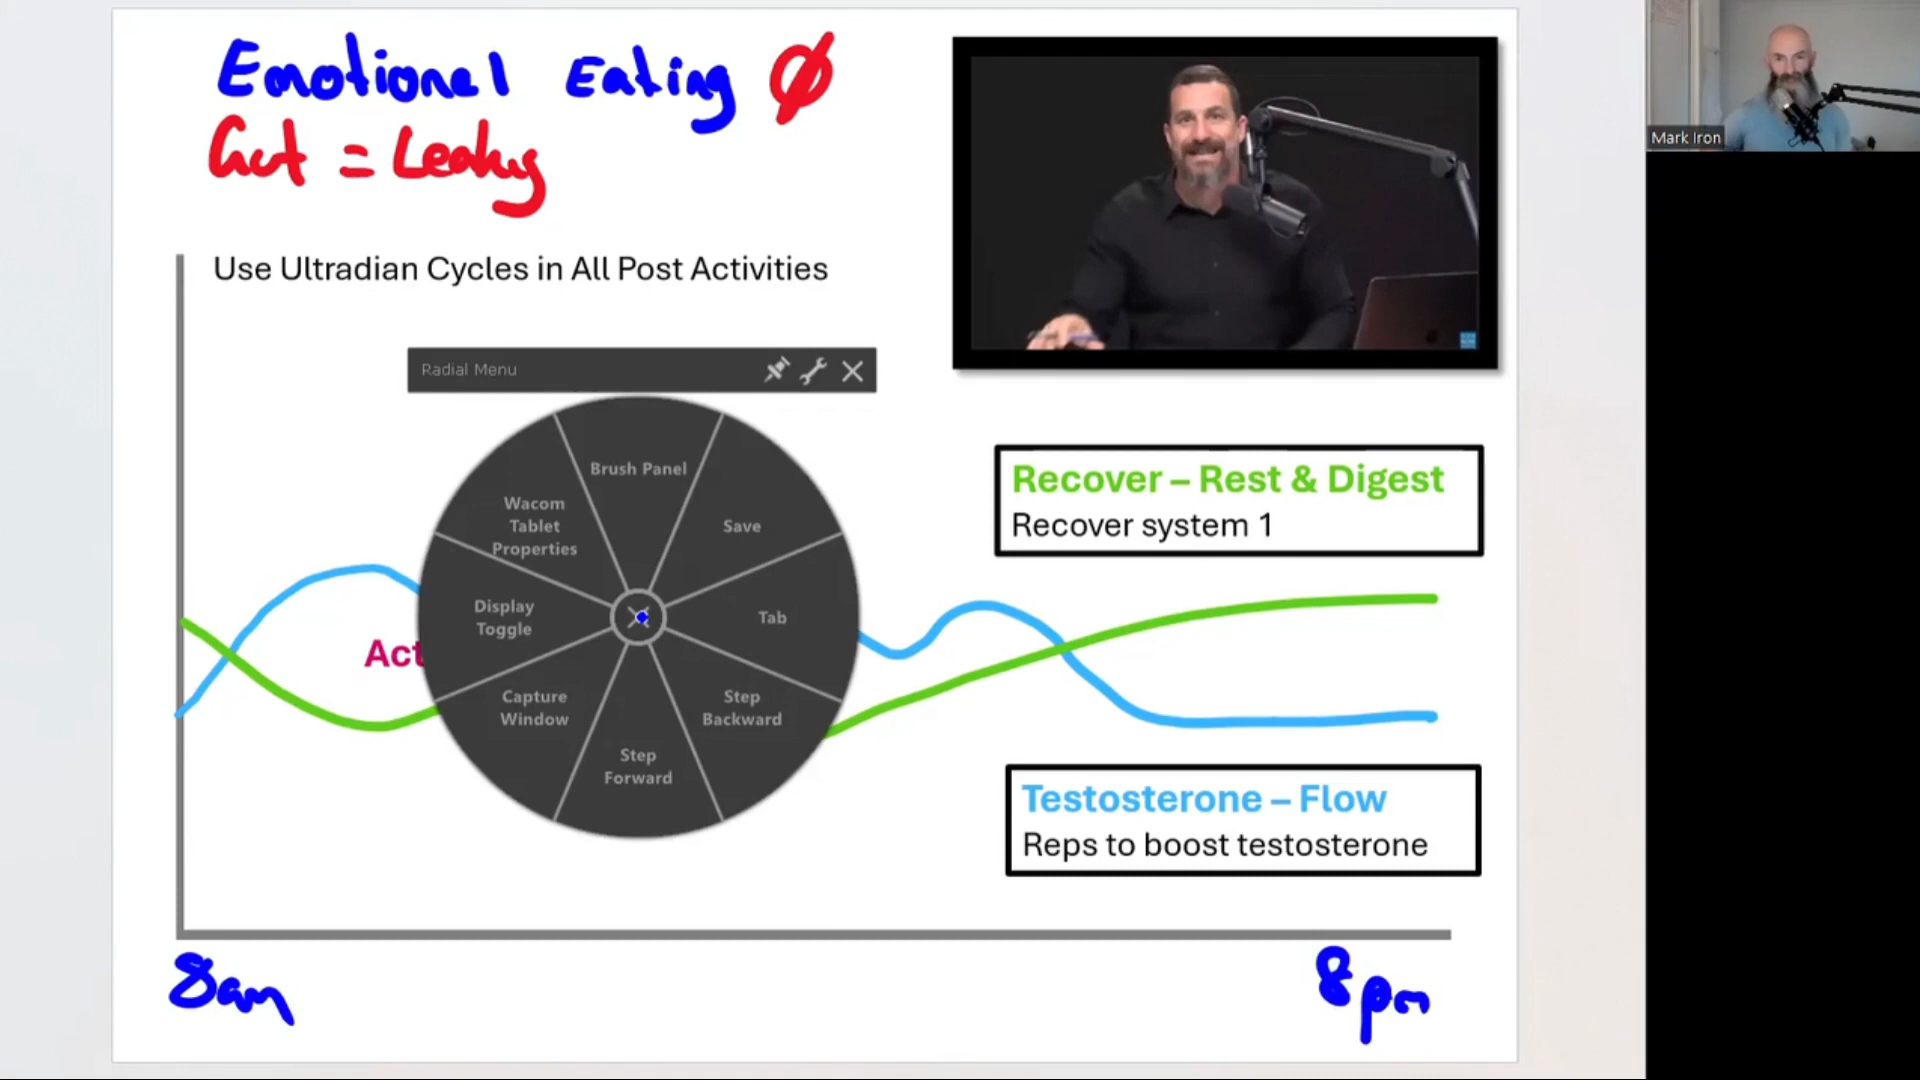 Emotional Eating Ø
Gut = Leaky
Mark Iron
Use Ultradian Cycles in All Post Activities
Radial Menu
Brush Panel
Wacom
Tablet
Properties
Save
Display
Toggle
Tab
Capture
Window
Step
Backward
Step
Forward
Act
Recover – Rest & Digest
Recover system 1
Testosterone – Flow
Reps to boost testosterone
8am
8pm